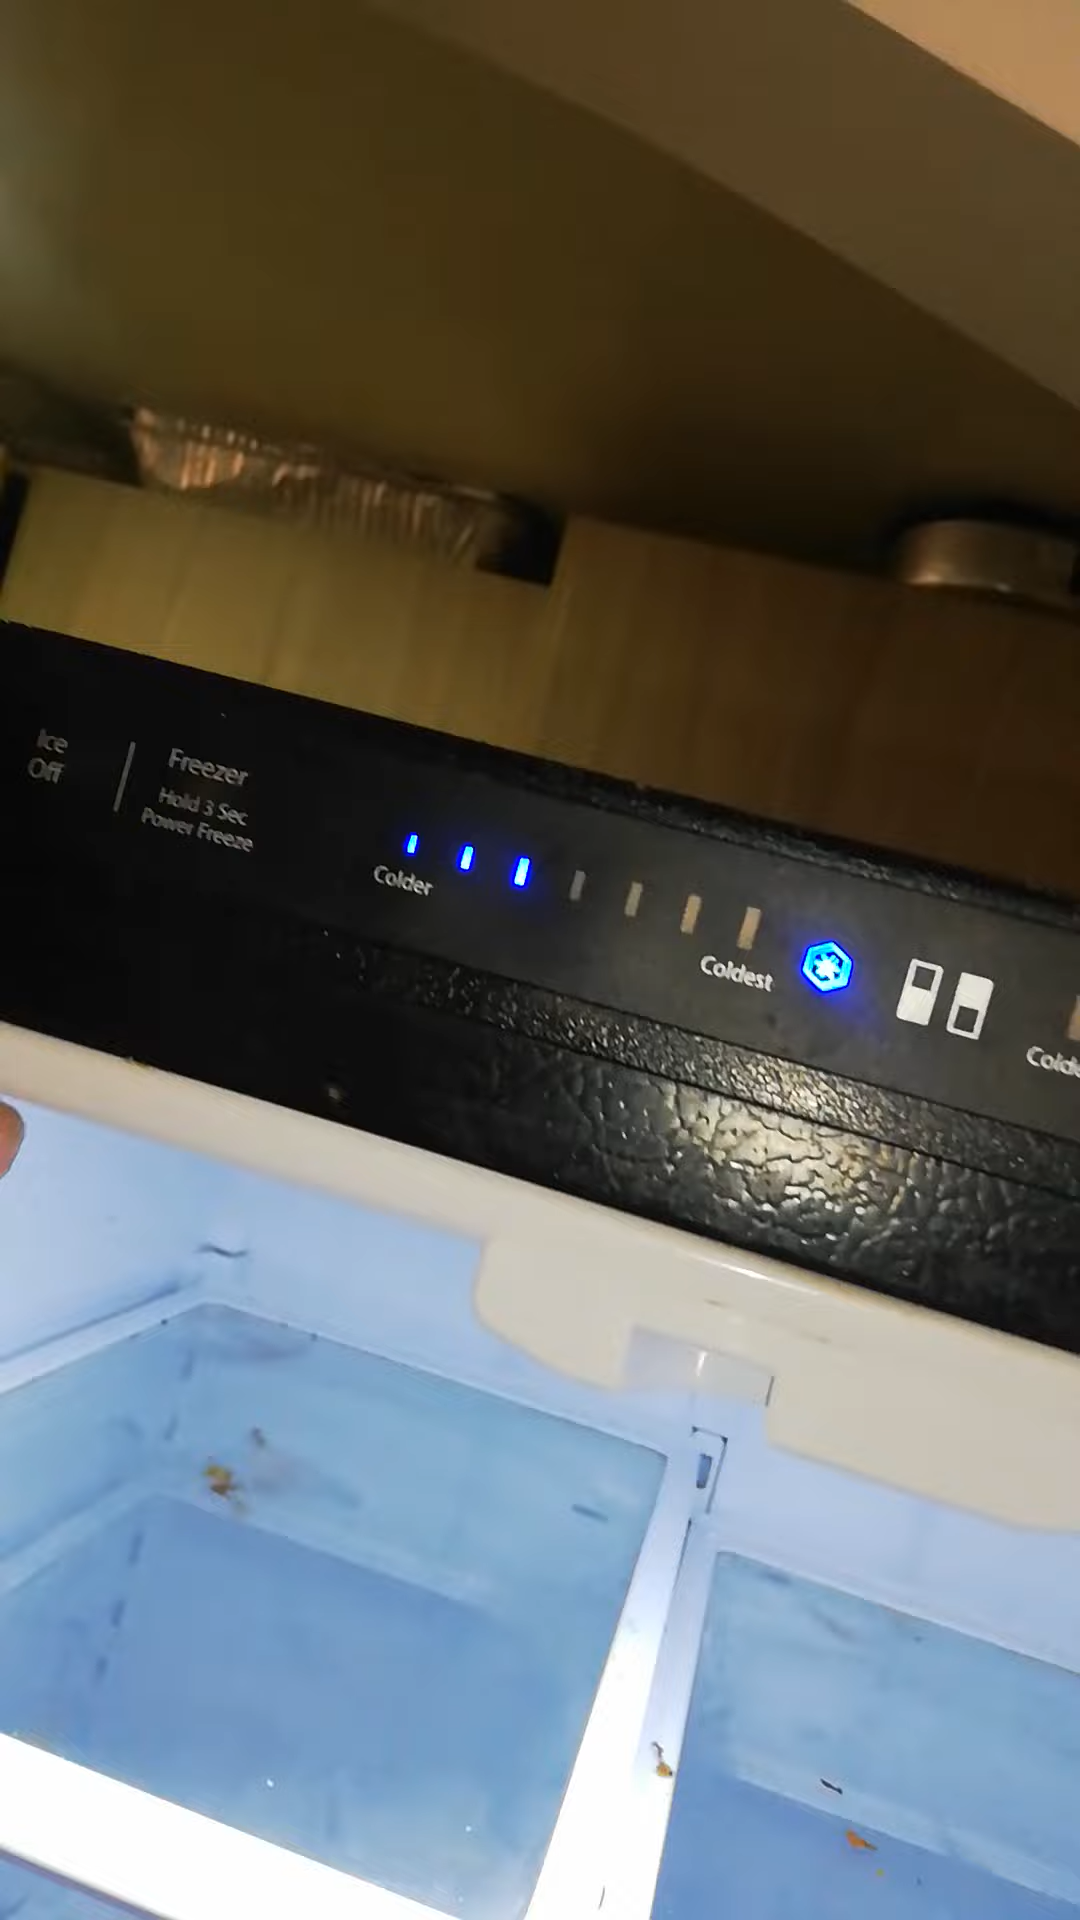 Ice
Off
Freezer
Hold 3 Sec
Power Freeze
Colder
Coldest